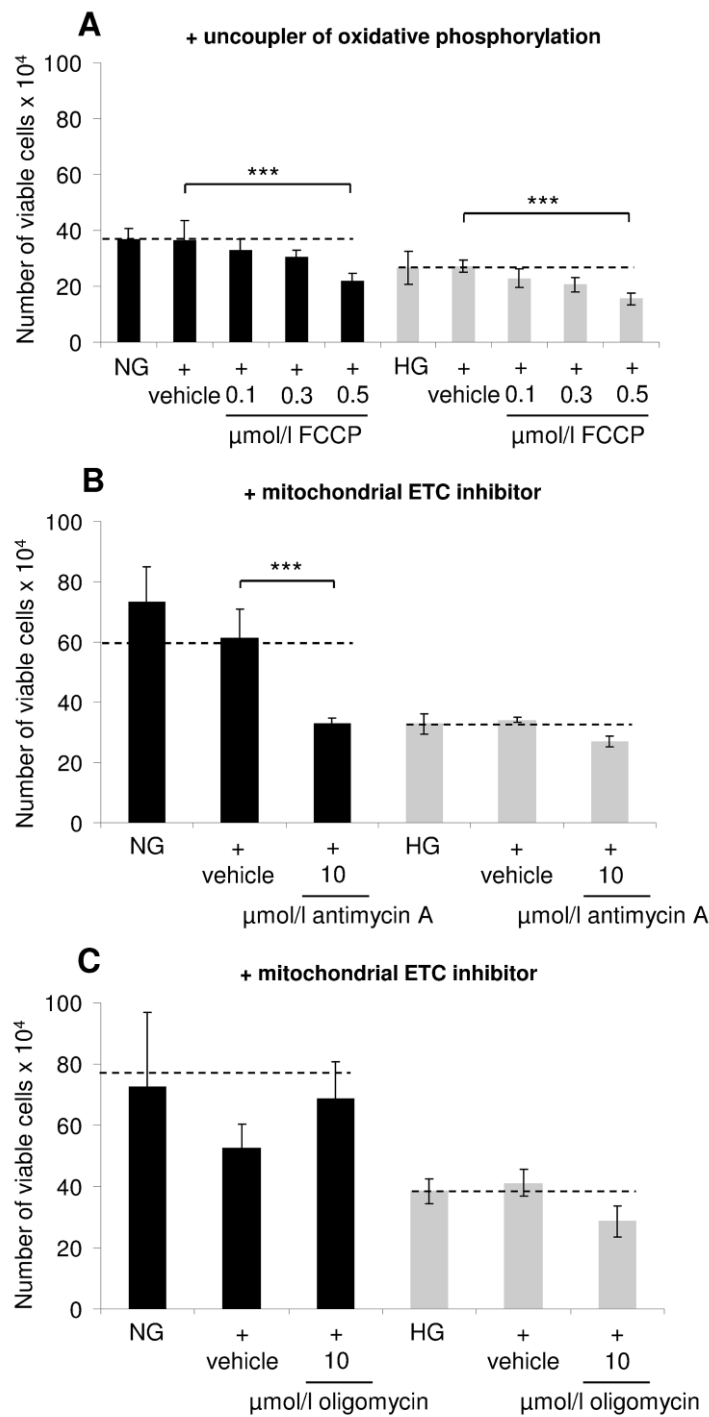 A
+ uncoupler of oxidative phosphorylation
Number of viable cells x 10⁴
100
80
60
40
20
0
***
***
NG + + + + HG + + + +
vehicle 0.1 0.3 0.5 vehicle 0.1 0.3 0.5
µmol/l FCCP µmol/l FCCP
B
+ mitochondrial ETC inhibitor
Number of viable cells x 10⁴
100
80
60
40
20
0
***
NG + + HG + +
vehicle 10 vehicle 10
µmol/l antimycin A µmol/l antimycin A
C
+ mitochondrial ETC inhibitor
Number of viable cells x 10⁴
100
80
60
40
20
0
NG + + HG + +
vehicle 10 vehicle 10
µmol/l oligomycin µmol/l oligomycin